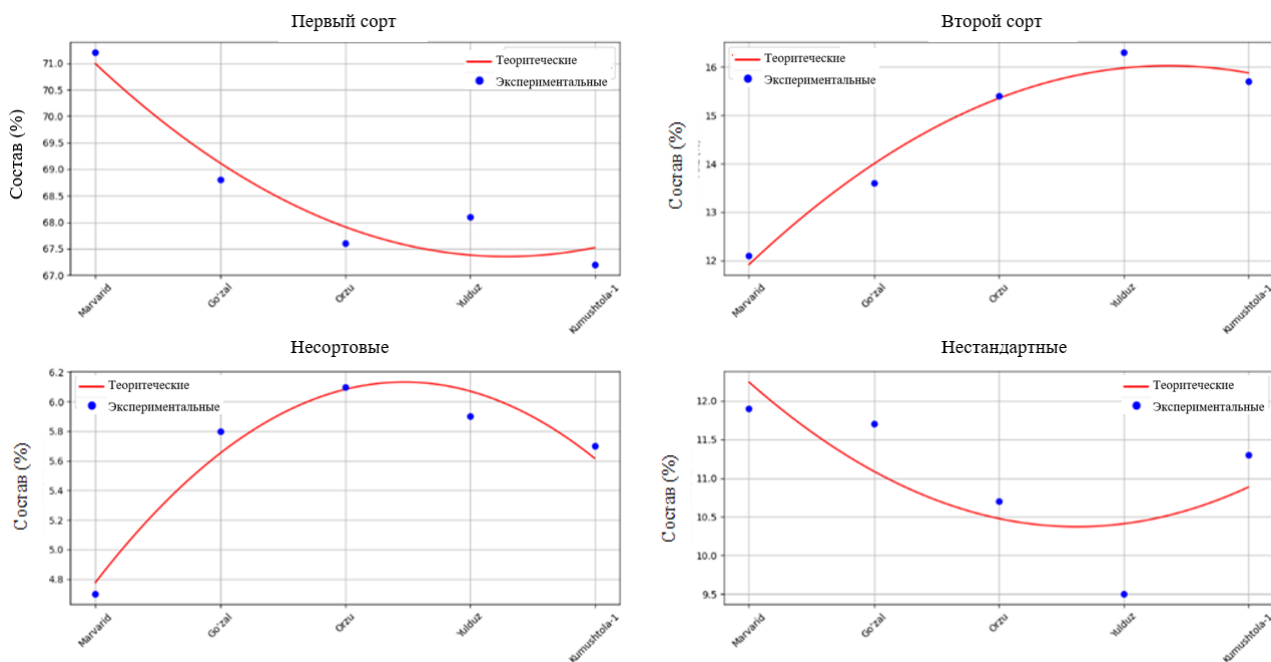 Первый сорт
Состав (%)
71.0
70.5
70.0
69.5
69.0
68.5
68.0
67.5
67.0
Теоритеческие
Экспериментальные
Marvarid
Go'zal
Orzu
Yulduz
Kumushtola-1
Второй сорт
Состав (%)
16
15
14
13
12
Теоритеческие
Экспериментальные
Marvarid
Go'zal
Orzu
Yulduz
Kumushtola-1
Несортовые
Состав (%)
6.2
6.0
5.8
5.6
5.4
5.2
5.0
4.8
Теоритеческие
Экспериментальные
Marvarid
Go'zal
Orzu
Yulduz
Kumushtola-1
Нестандартные
Состав (%)
12.0
11.5
11.0
10.5
10.0
9.5
Теоритеческие
Экспериментальные
Marvarid
Go'zal
Orzu
Yulduz
Kumushtola-1